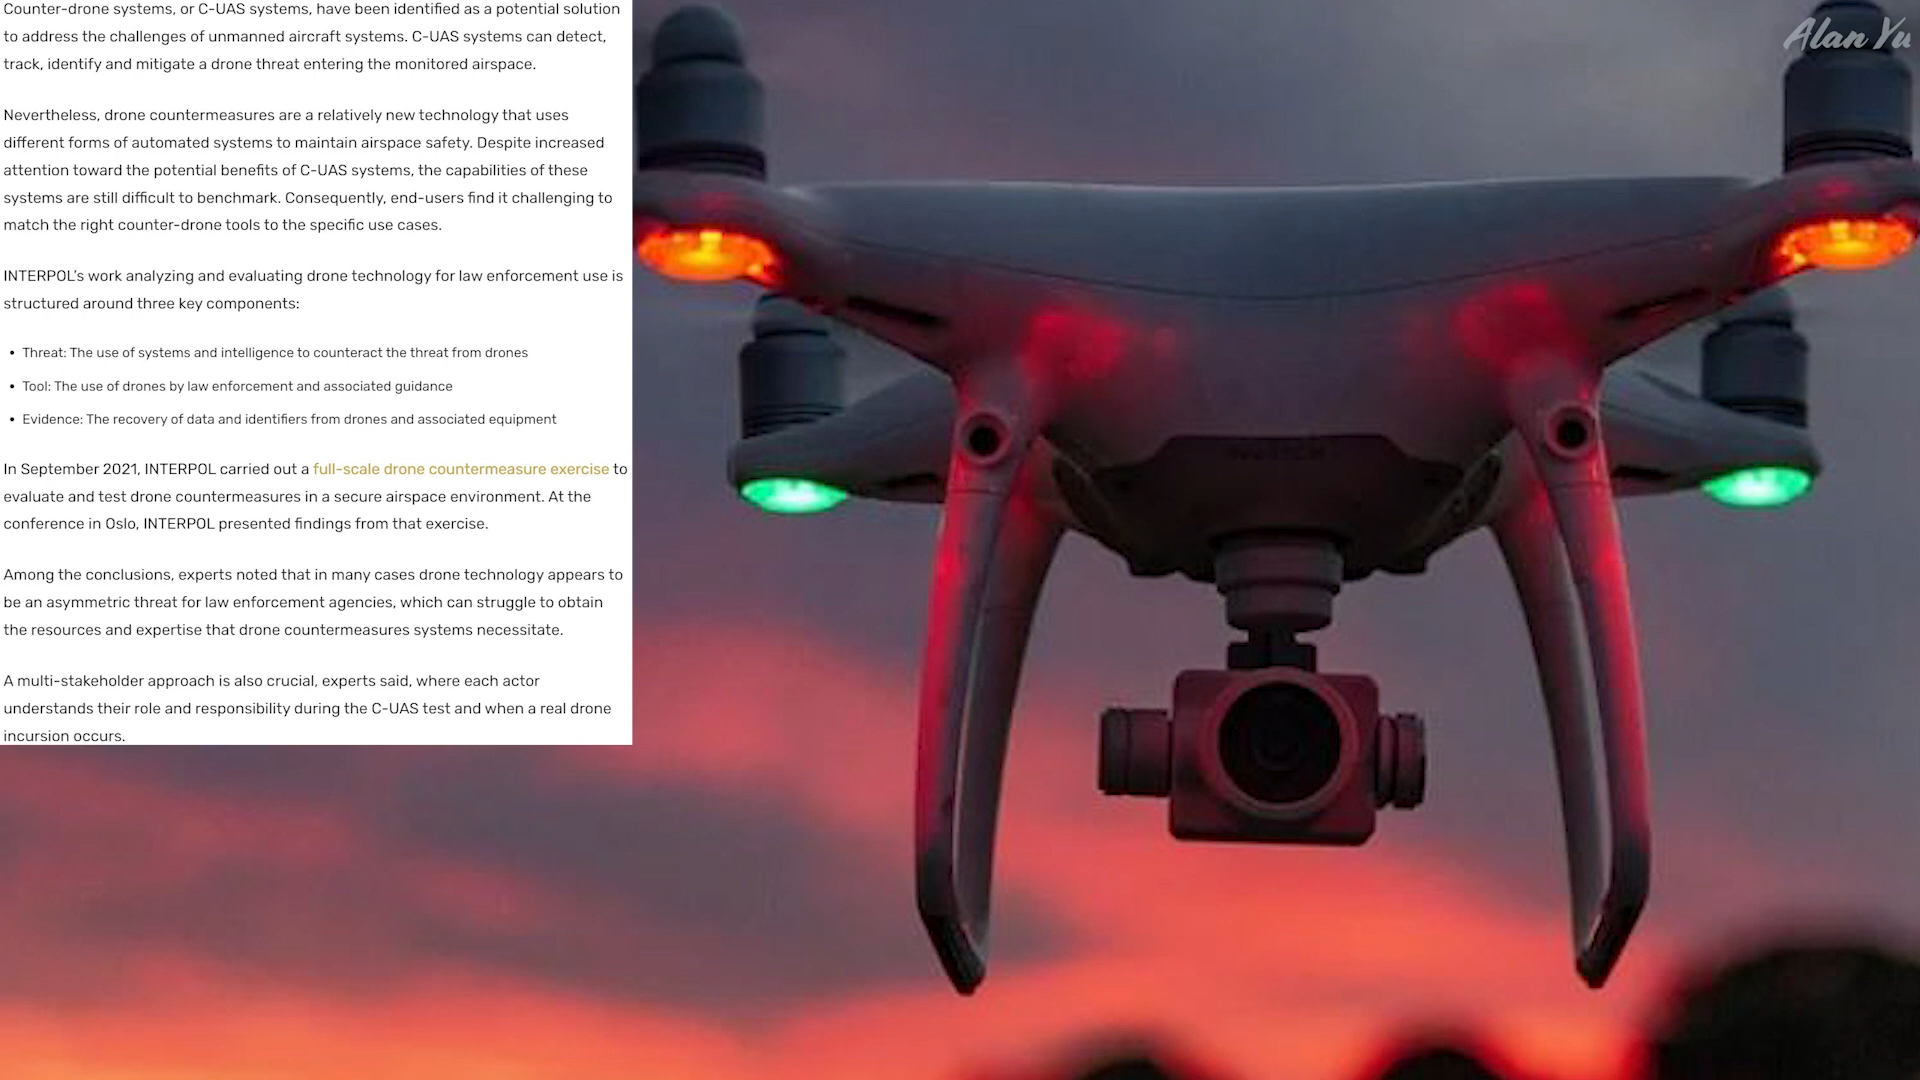 Counter-drone systems, or C-UAS systems, have been identified as a potential solution
to address the challenges of unmanned aircraft systems. C-UAS systems can detect,
track, identify and mitigate a drone threat entering the monitored airspace.
Nevertheless, drone countermeasures are a relatively new technology that uses
different forms of automated systems to maintain airspace safety. Despite increased
attention toward the potential benefits of C-UAS systems, the capabilities of these
systems are still difficult to benchmark. Consequently, end-users find it challenging to
match the right counter-drone tools to the specific use cases.
INTERPOL's work analyzing and evaluating drone technology for law enforcement use is
structured around three key components:
• Threat: The use of systems and intelligence to counteract the threat from drones
• Tool: The use of drones by law enforcement and associated guidance
• Evidence: The recovery of data and identifiers from drones and associated equipment
In September 2021, INTERPOL carried out a full-scale drone countermeasure exercise to
evaluate and test drone countermeasures in a secure airspace environment. At the
conference in Oslo, INTERPOL presented findings from that exercise.
Among the conclusions, experts noted that in many cases drone technology appears to
be an asymmetric threat for law enforcement agencies, which can struggle to obtain
the resources and expertise that drone countermeasures systems necessitate.
A multi-stakeholder approach is also crucial, experts said, where each actor
understands their role and responsibility during the C-UAS test and when a real drone
incursion occurs.
Alan Yu